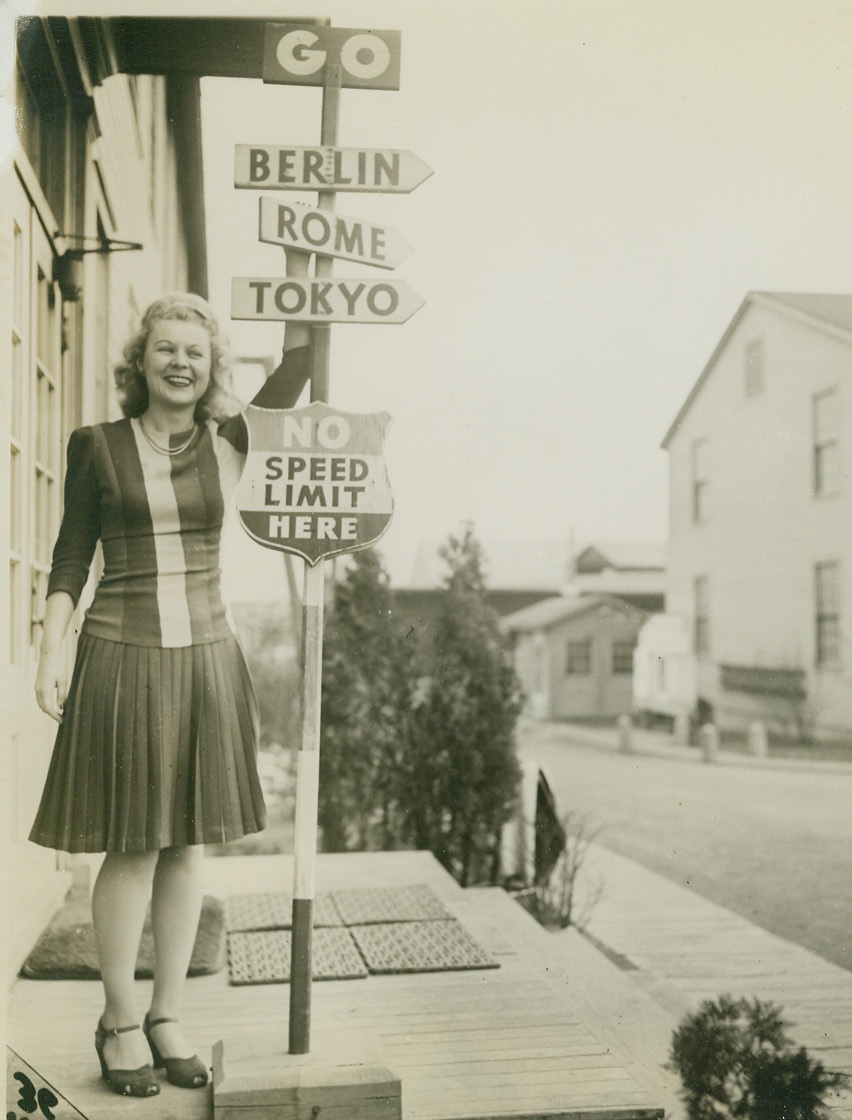 GO
BERLIN
ROME
TOKYO
NO
SPEED
LIMIT
HERE